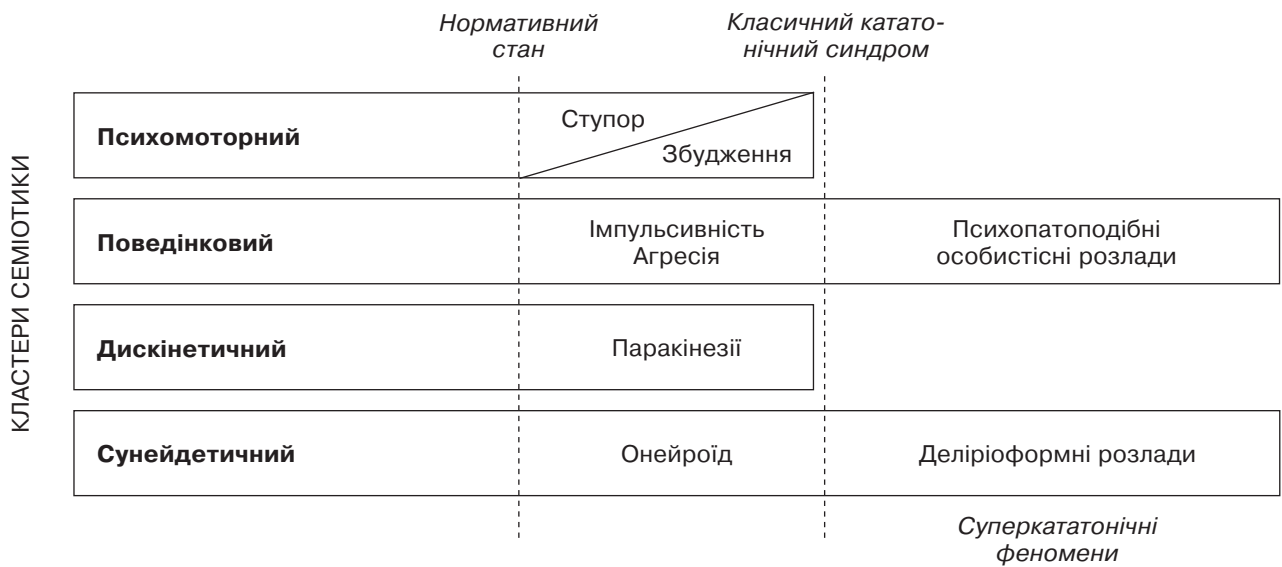 Нормативний
стан
Класичний катато-
нічний синдром
КЛАСТЕРИ СЕМІОТИКИ
Психомоторний
Ступор
Збудження
Поведінковий
Імпульсивність
Агресія
Психопатоподібні
особистісні розлади
Дискінетичний
Паракінезії
Сунейдетичний
Онейроїд
Деліріоформні розлади
Суперкататонічні
феномени